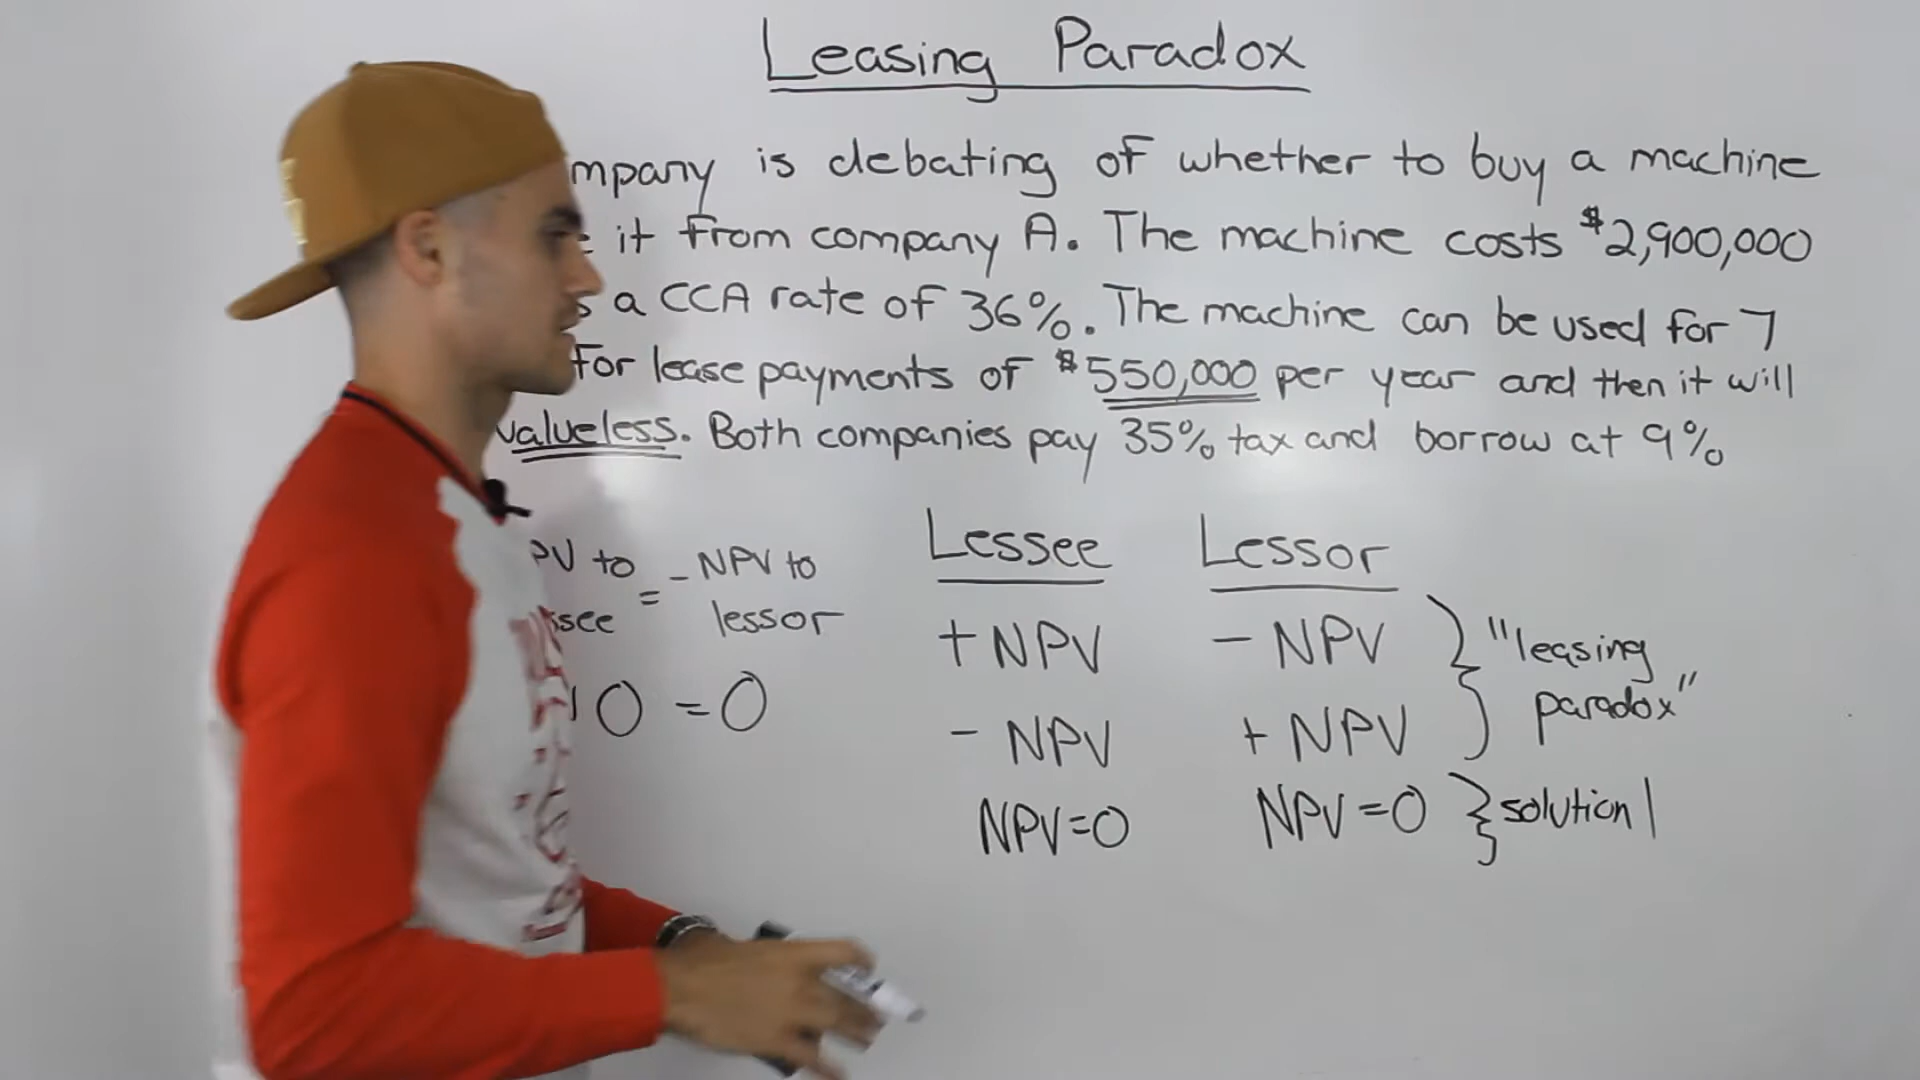 Leasing Paradox
mpany is debating of whether to buy a machine
it from company A. The machine costs $2,900,000
a CCA rate of 36%. The machine can be used for 7
for lease payments of $550,000 per year and then it will
valueless. Both companies pay 35% tax and borrow at 9%
PV to = - NPV to
ssee lessor
0 = 0
Lessee Lessor
+ NPV - NPV
- NPV + NPV
"leasing
paradox"
NPV=0 NPV=0 solution